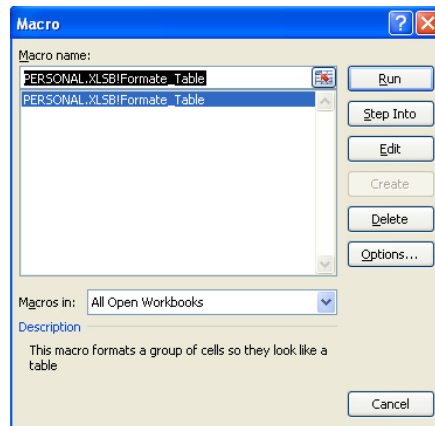 Macro
Macro name:
PERSONAL.XLSB!Formate_Table
PERSONAL.XLSB!Formate_Table
Run
Step Into
Edit
Create
Delete
Options...
Macros in: All Open Workbooks
Description
This macro formats a group of cells so they look like a
table
Cancel